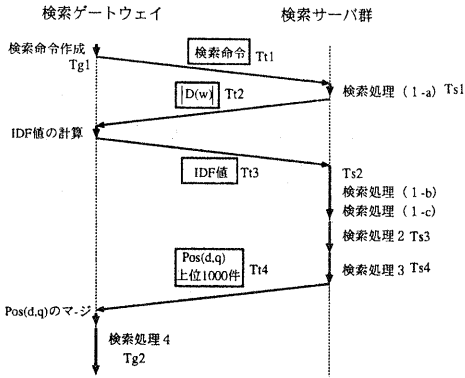 検索ゲートウェイ 検索サーバ群
検索命令作成
Tg1
検索命令 Tt1
|D(w)| Tt2
検索処理（1-a） Ts1
IDF値の計算
IDF値 Tt3
Ts2
検索処理（1-b）
検索処理（1-c）
検索処理2 Ts3
Pos(d,q)
上位1000件 Tt4
検索処理3 Ts4
Pos(d,q)のマージ
検索処理4
Tg2